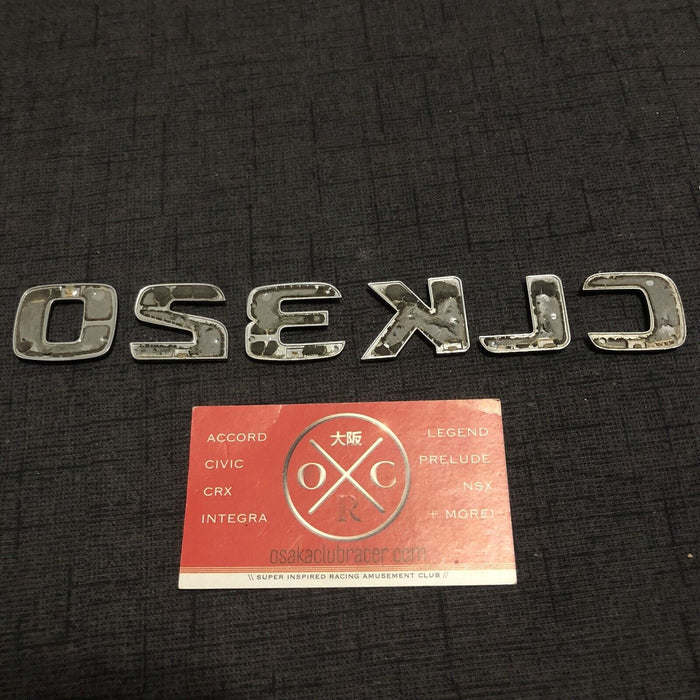 CLK320
ACCORD
CIVIC
CRX
INTEGRA
大阪
O C
R
LEGEND
PRELUDE
NSX
+ MORE!
osakaclubracer.com
\\ SUPER INSPIRED RACING AMUSEMENT CLUB //